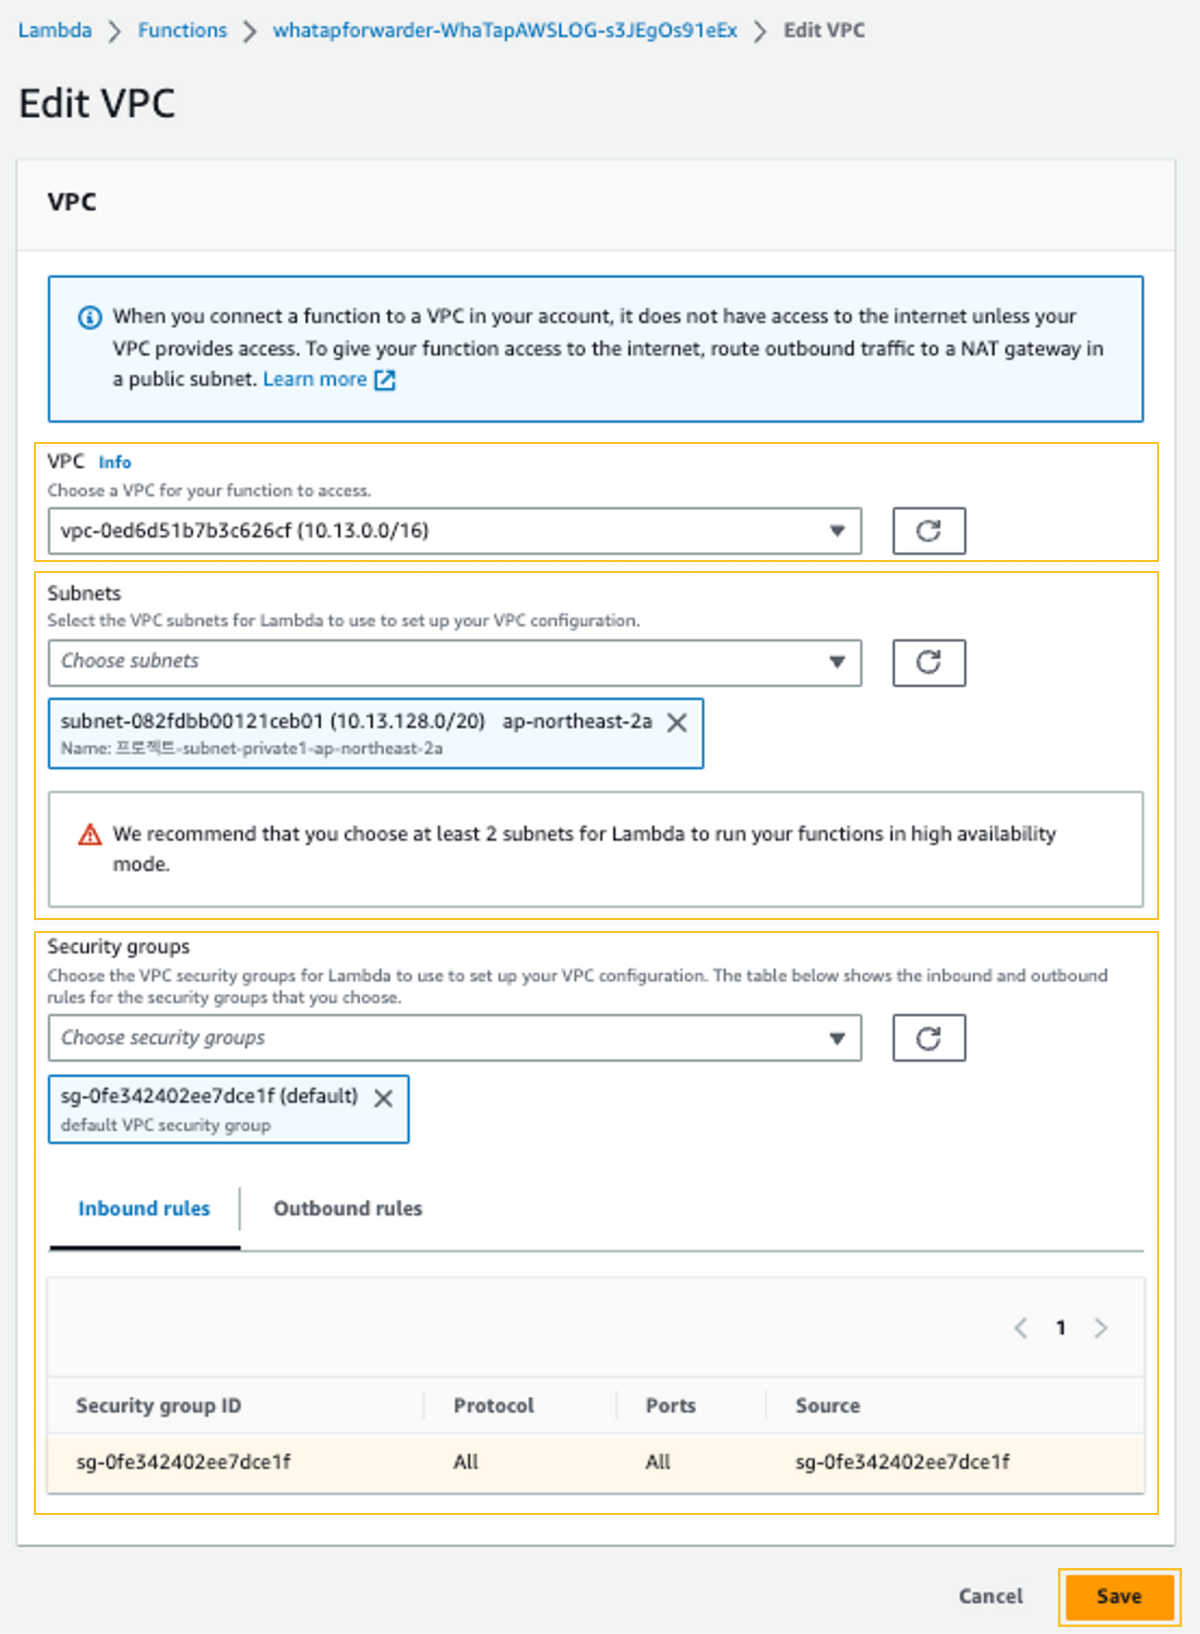 Lambda > Functions > whatapforwarder-WhaTapAWSLOG-s3JEgOs91eEx > Edit VPC
Edit VPC
VPC
When you connect a function to a VPC in your account, it does not have access to the internet unless your
VPC provides access. To give your function access to the internet, route outbound traffic to a NAT gateway in
a public subnet. Learn more
VPC Info
Choose a VPC for your function to access.
vpc-0ed6d51b7b3c626cf (10.13.0.0/16)
Subnets
Select the VPC subnets for Lambda to use to set up your VPC configuration.
Choose subnets
subnet-082fdbb00121ceb01 (10.13.128.0/20) ap-northeast-2a
Name: 프로젝트-subnet-private1-ap-northeast-2a
We recommend that you choose at least 2 subnets for Lambda to run your functions in high availability
mode.
Security groups
Choose the VPC security groups for Lambda to use to set up your VPC configuration. The table below shows the inbound and outbound
rules for the security groups that you choose.
Choose security groups
sg-0fe342402ee7dce1f (default)
default VPC security group
Inbound rules Outbound rules
1
Security group ID Protocol Ports Source
sg-0fe342402ee7dce1f All All sg-0fe342402ee7dce1f
Cancel Save